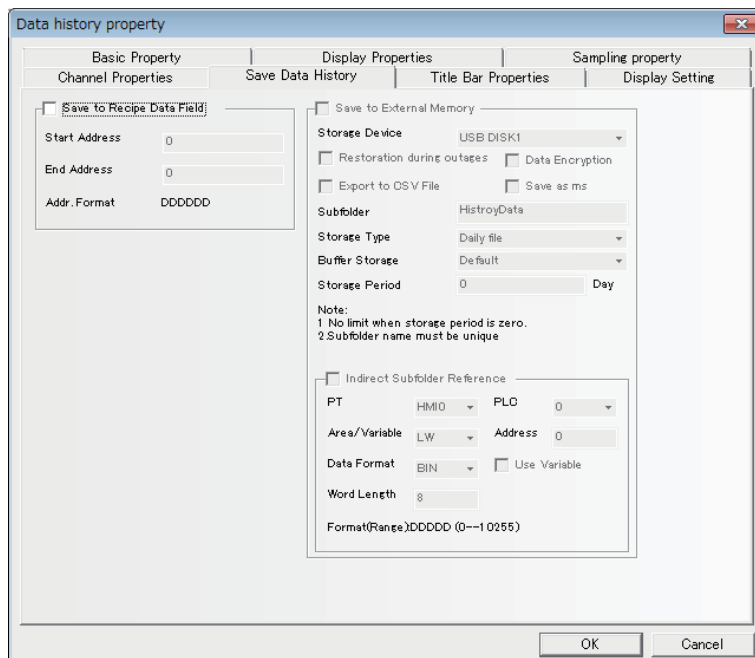 Data history property
Basic Property
Display Properties
Sampling property
Channel Properties
Save Data History
Title Bar Properties
Display Setting
Save to Recipe Data Field
Start Address 0
End Address 0
Addr. Format DDDDDD
Save to External Memory
Storage Device USB DISK1
Restoration during outages Data Encryption
Export to CSV File Save as ms
Subfolder HistroyData
Storage Type Daily file
Buffer Storage Default
Storage Period 0 Day
Note:
1 No limit when storage period is zero.
2.Subfolder name must be unique
Indirect Subfolder Reference
PT HMI0 PLC 0
Area/Variable LW Address 0
Data Format BIN Use Variable
Word Length 8
Format(Range):DDDDD (0--10255)
OK Cancel